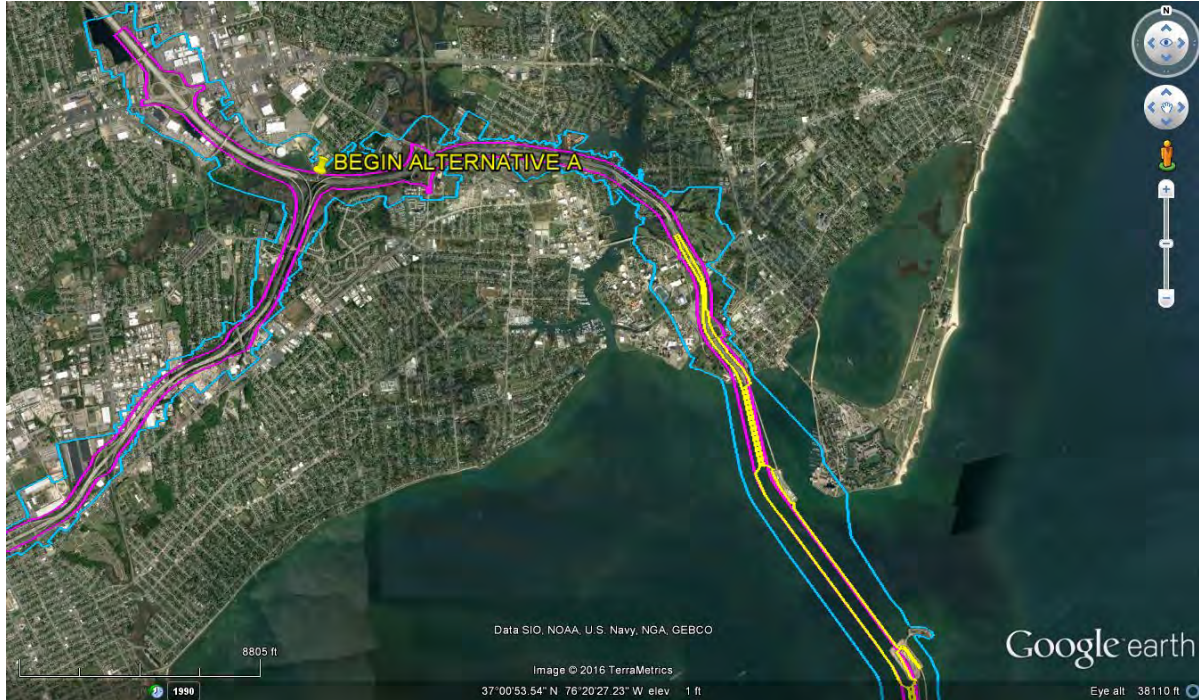 N
BEGIN ALTERNATIVE A
Data SIO, NOAA, U.S. Navy, NGA, GEBCO
8805 ft
Image © 2016 TerraMetrics
Google earth
1990
37°00'53.54" N 76°20'27.23" W elev 1 ft
Eye alt 38110 ft